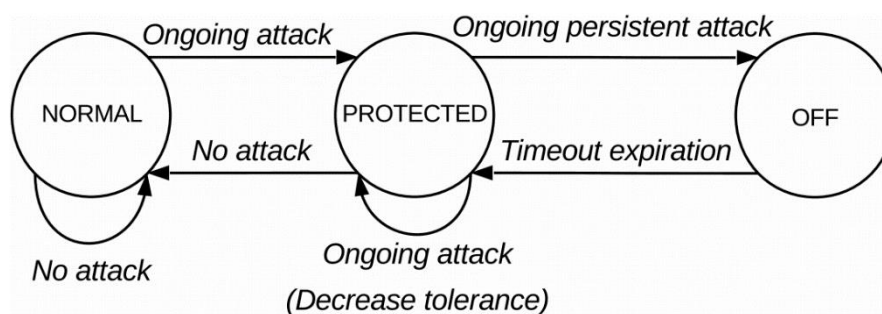 Ongoing attack
Ongoing persistent attack
NORMAL
PROTECTED
OFF
No attack
Timeout expiration
No attack
Ongoing attack
(Decrease tolerance)